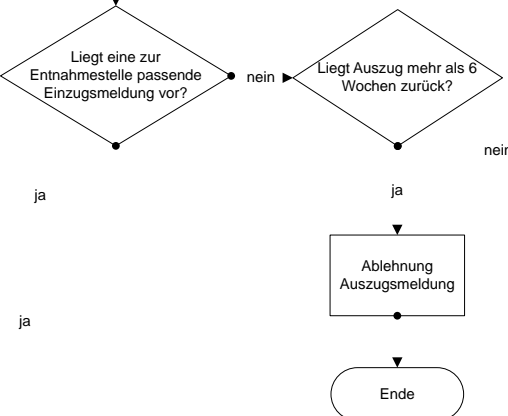 Liegt eine zur
Entnahmestelle passende
Einzugsmeldung vor?
nein
Liegt Auszug mehr als 6
Wochen zurück?
nein
ja
ja
Ablehnung
Auszugsmeldung
ja
Ende